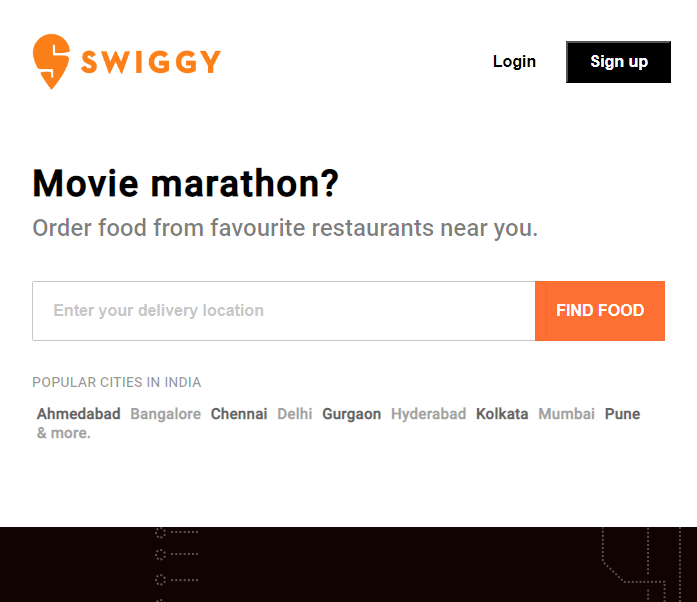 SWIGGY
Login
Sign up
Movie marathon?
Order food from favourite restaurants near you.
Enter your delivery location
FIND FOOD
POPULAR CITIES IN INDIA
Ahmedabad Bangalore Chennai Delhi Gurgaon Hyderabad Kolkata Mumbai Pune
& more.